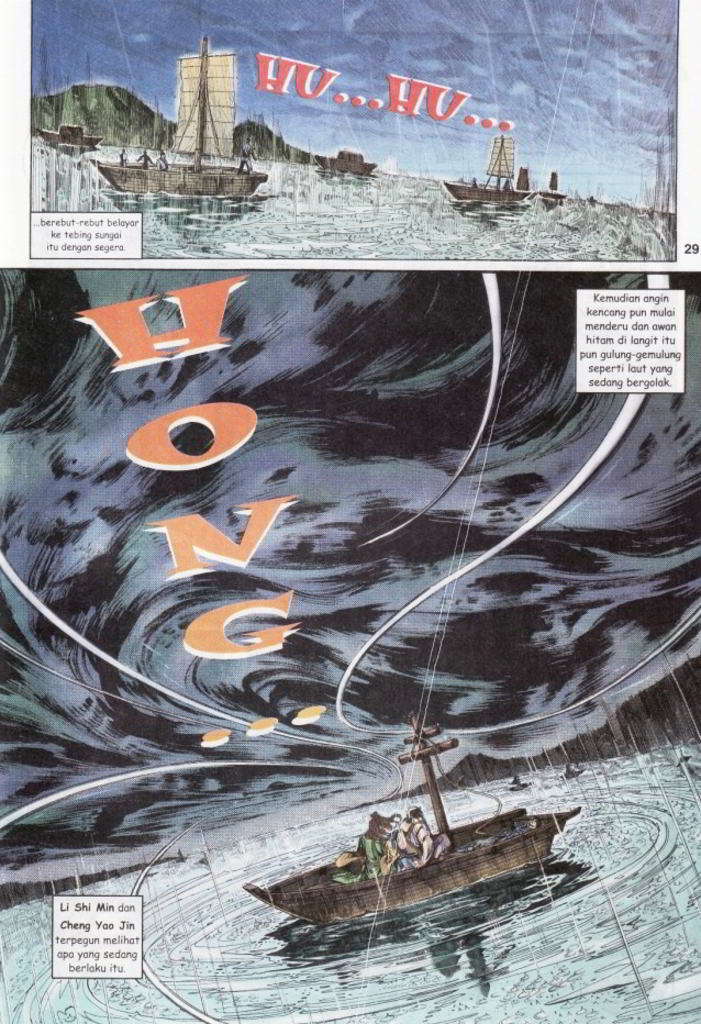 HU...HU...
...berebut-rebut belayar
ke tebing sungai
itu dengan segera.
29
Kemudian angin
kencang pun mulai
menderu dan awan
hitam di langit itu
pun gulung-gemulung
seperti laut yang
sedang bergolak.
HONG...
Li Shi Min dan
Cheng Yao Jin
terpegun melihat
apa yang sedang
berlaku itu.